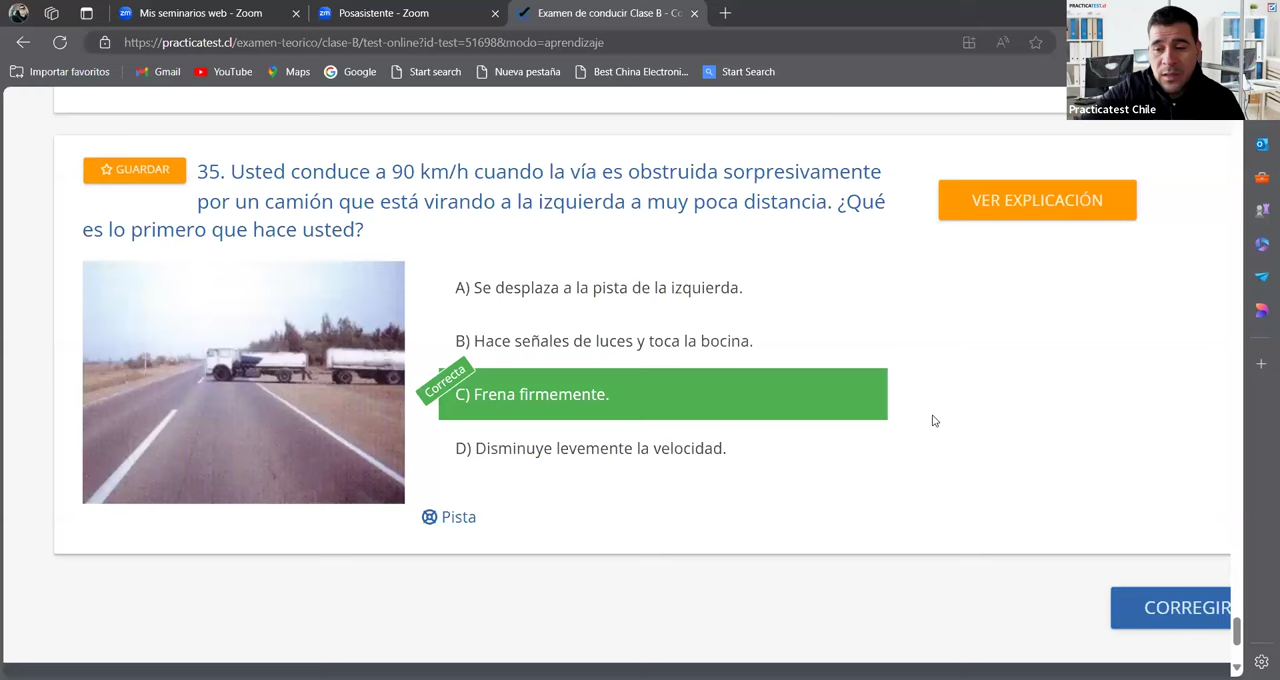 Mis seminarios web - Zoom
Posasistente - Zoom
Examen de conducir Clase B - Co
https://practicatest.cl/examen-teorico/clase-B/test-online?id-test=51698&modo=aprendizaje
Importar favoritos
Gmail
YouTube
Maps
Google
Start search
Nueva pestaña
Best China Electroni...
Start Search
PRACTICATEST.CL
Practicatest Chile
GUARDAR
35. Usted conduce a 90 km/h cuando la vía es obstruida sorpresivamente
por un camión que está virando a la izquierda a muy poca distancia. ¿Qué
es lo primero que hace usted?
VER EXPLICACIÓN
A) Se desplaza a la pista de la izquierda.
B) Hace señales de luces y toca la bocina.
Correcta
C) Frena firmemente.
D) Disminuye levemente la velocidad.
Pista
CORREGIR